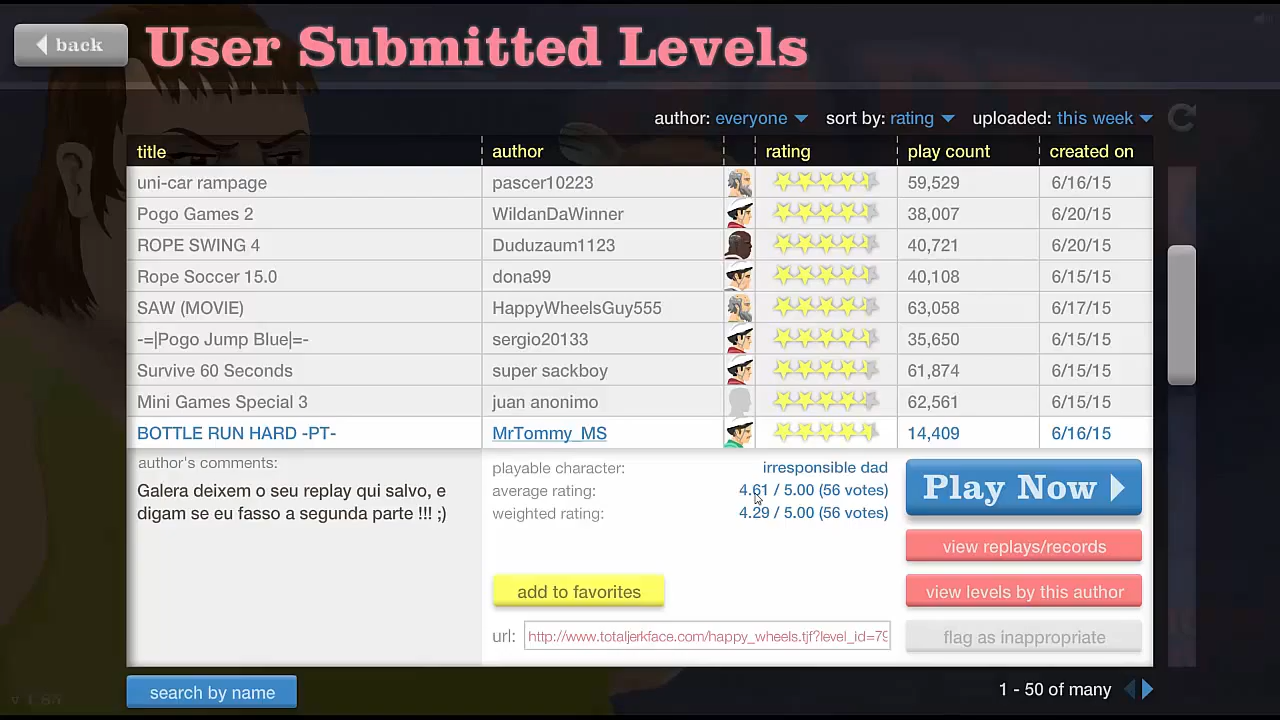 back
User Submitted Levels
author: everyone sort by: rating uploaded: this week
title author rating play count created on
uni-car rampage pascer10223 59,529 6/16/15
Pogo Games 2 WildanDaWinner 38,007 6/20/15
ROPE SWING 4 Duduzaum1123 40,721 6/20/15
Rope Soccer 15.0 dona99 40,108 6/15/15
SAW (MOVIE) HappyWheelsGuy555 63,058 6/17/15
-=|Pogo Jump Blue|=- sergio20133 35,650 6/15/15
Survive 60 Seconds super sackboy 61,874 6/15/15
Mini Games Special 3 juan anonimo 62,561 6/15/15
BOTTLE RUN HARD -PT- MrTommy_MS 14,409 6/16/15
author's comments:
Galera deixem o seu replay qui salvo, e
digam se eu fasso a segunda parte !!! ;)
playable character: irresponsible dad
average rating: 4.61 / 5.00 (56 votes)
weighted rating: 4.29 / 5.00 (56 votes)
add to favorites
url: http://www.totaljerkface.com/happy_wheels.tjf?level_id=79
Play Now
view replays/records
view levels by this author
flag as inappropriate
search by name
1 - 50 of many